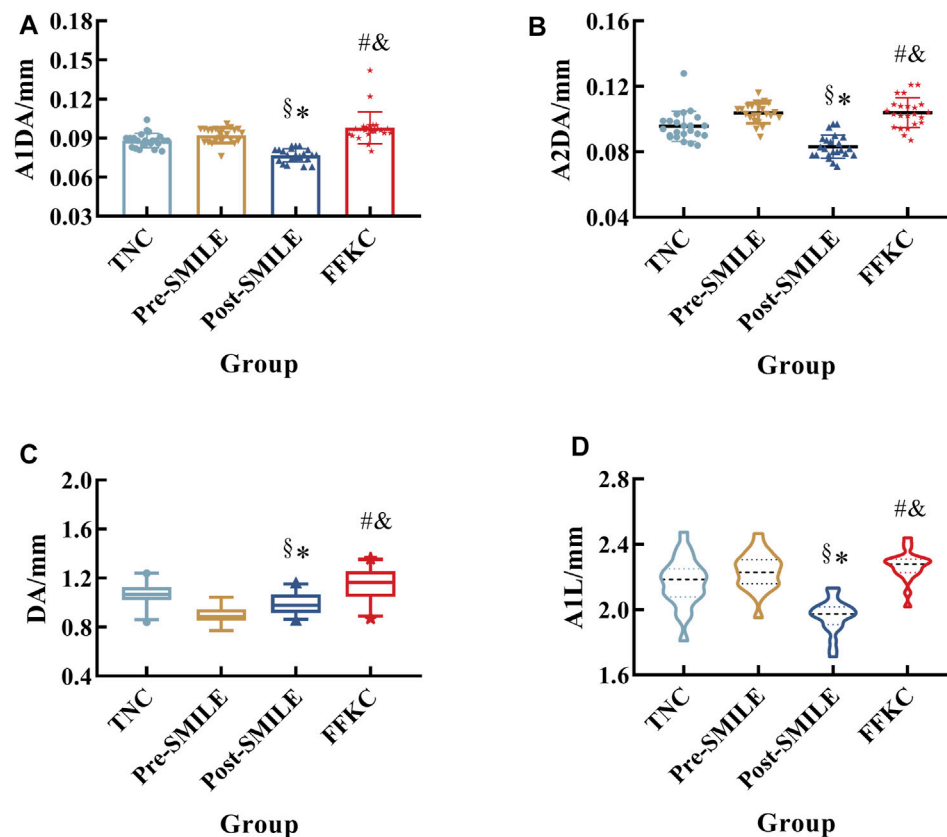 A
B
A1DA/mm
0.18
0.15
0.12
0.09
0.06
0.03
§*
#&
TNC
Pre-SMILE
Post-SMILE
FFKC
Group
A2DA/mm
0.16
0.12
0.08
0.04
§*
#&
TNC
Pre-SMILE
Post-SMILE
FFKC
Group
C
DA/mm
2.0
1.6
1.2
0.8
0.4
§*
#&
TNC
Pre-SMILE
Post-SMILE
FFKC
Group
D
A1L/mm
2.8
2.4
2.0
1.6
§*
#&
TNC
Pre-SMILE
Post-SMILE
FFKC
Group